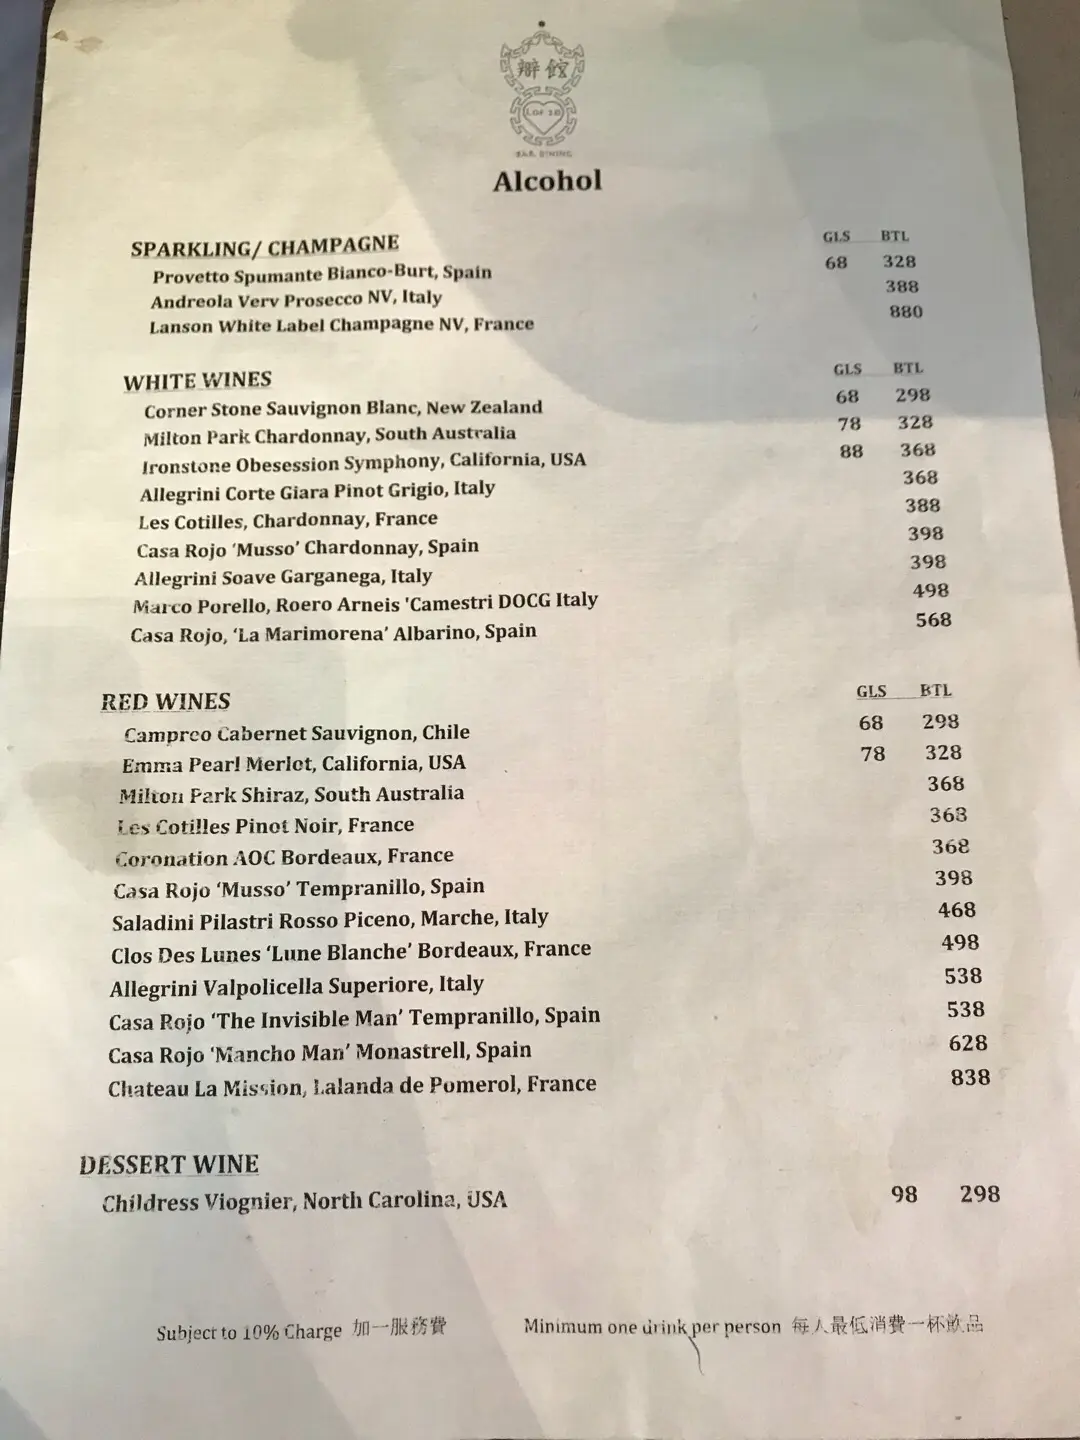 辦館
BAR DINING
Alcohol
SPARKLING/ CHAMPAGNE GLS BTL
Provetto Spumante Bianco-Burt, Spain 68 328
Andreola Verv Prosecco NV, Italy 388
Lanson White Label Champagne NV, France 880
WHITE WINES GLS BTL
Corner Stone Sauvignon Blanc, New Zealand 68 298
Milton Park Chardonnay, South Australia 78 328
Ironstone Obesession Symphony, California, USA 88 368
Allegrini Corte Giara Pinot Grigio, Italy 368
Les Cotilles, Chardonnay, France 388
Casa Rojo ‘Musso’ Chardonnay, Spain 398
Allegrini Soave Garganega, Italy 398
Marco Porello, Roero Arneis 'Camestri DOCG Italy 498
Casa Rojo, ‘La Marimorena’ Albarino, Spain 568
RED WINES GLS BTL
Campreo Cabernet Sauvignon, Chile 68 298
Emma Pearl Merlot, California, USA 78 328
Milton Park Shiraz, South Australia 368
Les Cotilles Pinot Noir, France 368
Coronation AOC Bordeaux, France 368
Casa Rojo ‘Musso’ Tempranillo, Spain 398
Saladini Pilastri Rosso Piceno, Marche, Italy 468
Clos Des Lunes ‘Lune Blanche’ Bordeaux, France 498
Allegrini Valpolicella Superiore, Italy 538
Casa Rojo ‘The Invisible Man’ Tempranillo, Spain 538
Casa Rojo ‘Mancho Man’ Monastrell, Spain 628
Chateau La Mission, Lalanda de Pomerol, France 838
DESSERT WINE
Childress Viognier, North Carolina, USA 98 298
Subject to 10% Charge 加一服務費 Minimum one drink per person 每人最低消費一杯飲品